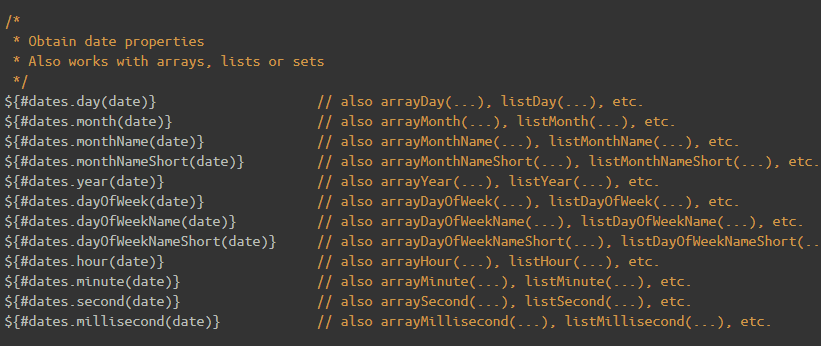 /*
 * Obtain date properties
 * Also works with arrays, lists or sets
 */
${#dates.day(date)}                    // also arrayDay(...), listDay(...), etc.
${#dates.month(date)}                  // also arrayMonth(...), listMonth(...), etc.
${#dates.monthName(date)}              // also arrayMonthName(...), listMonthName(...), etc.
${#dates.monthNameShort(date)}         // also arrayMonthNameShort(...), listMonthNameShort(...), etc.
${#dates.year(date)}                   // also arrayYear(...), listYear(...), etc.
${#dates.dayOfWeek(date)}              // also arrayDayOfWeek(...), listDayOfWeek(...), etc.
${#dates.dayOfWeekName(date)}          // also arrayDayOfWeekName(...), listDayOfWeekName(...), etc.
${#dates.dayOfWeekNameShort(date)}     // also arrayDayOfWeekNameShort(...), listDayOfWeekNameShort(..
${#dates.hour(date)}                   // also arrayHour(...), listHour(...), etc.
${#dates.minute(date)}                 // also arrayMinute(...), listMinute(...), etc.
${#dates.second(date)}                 // also arraySecond(...), listSecond(...), etc.
${#dates.millisecond(date)}            // also arrayMillisecond(...), listMillisecond(...), etc.